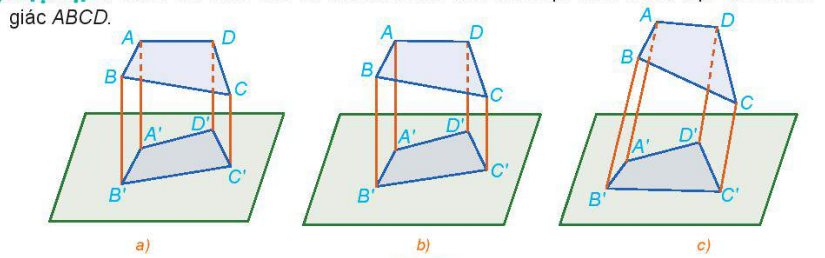 giác ABCD.
A D A D A D
B C B C B C
A' D' A' D' A' D'
B' C' B' C' B' C'
a) b) c)